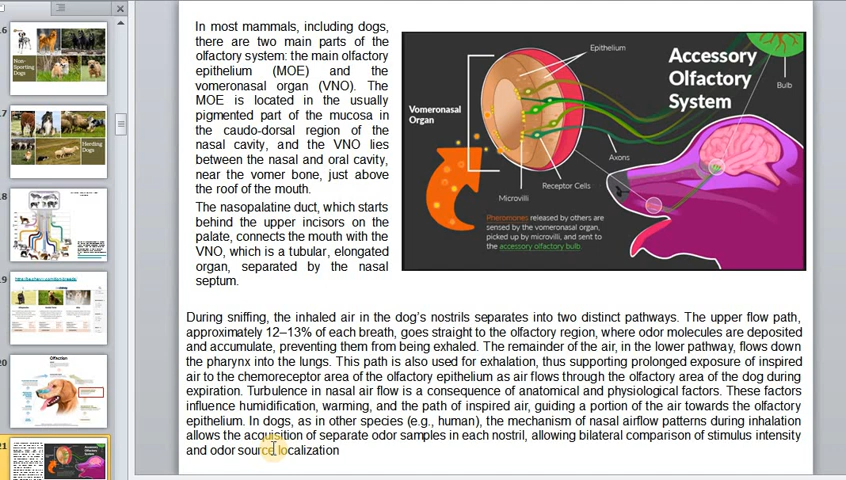 In most mammals, including dogs,
there are two main parts of the
olfactory system: the main olfactory
epithelium (MOE) and the
vomeronasal organ (VNO). The
MOE is located in the usually
pigmented part of the mucosa in
the caudo-dorsal region of the
nasal cavity, and the VNO lies
between the nasal and oral cavity,
near the vomer bone, just above
the roof of the mouth.
The nasopalatine duct, which starts
behind the upper incisors on the
palate, connects the mouth with the
VNO, which is a tubular, elongated
organ, separated by the nasal
septum.
Epithelium
Accessory
Olfactory
System
Bulb
Vomeronasal
Organ
Axons
Receptor Cells
Microvilli
Pheromones released by others are
sensed by the vomeronasal organ,
picked up by microvilli, and sent to
the accessory olfactory bulb.
During sniffing, the inhaled air in the dog's nostrils separates into two distinct pathways. The upper flow path,
approximately 12–13% of each breath, goes straight to the olfactory region, where odor molecules are deposited
and accumulate, preventing them from being exhaled. The remainder of the air, in the lower pathway, flows down
the pharynx into the lungs. This path is also used for exhalation, thus supporting prolonged exposure of inspired
air to the chemoreceptor area of the olfactory epithelium as air flows through the olfactory area of the dog during
expiration. Turbulence in nasal air flow is a consequence of anatomical and physiological factors. These factors
influence humidification, warming, and the path of inspired air, guiding a portion of the air towards the olfactory
epithelium. In dogs, as in other species (e.g., human), the mechanism of nasal airflow patterns during inhalation
allows the acquisition of separate odor samples in each nostril, allowing bilateral comparison of stimulus intensity
and odor source localization
16
Non-
Sporting
Dogs
17
Herding
Dogs
18
19
20
Olfaction
21